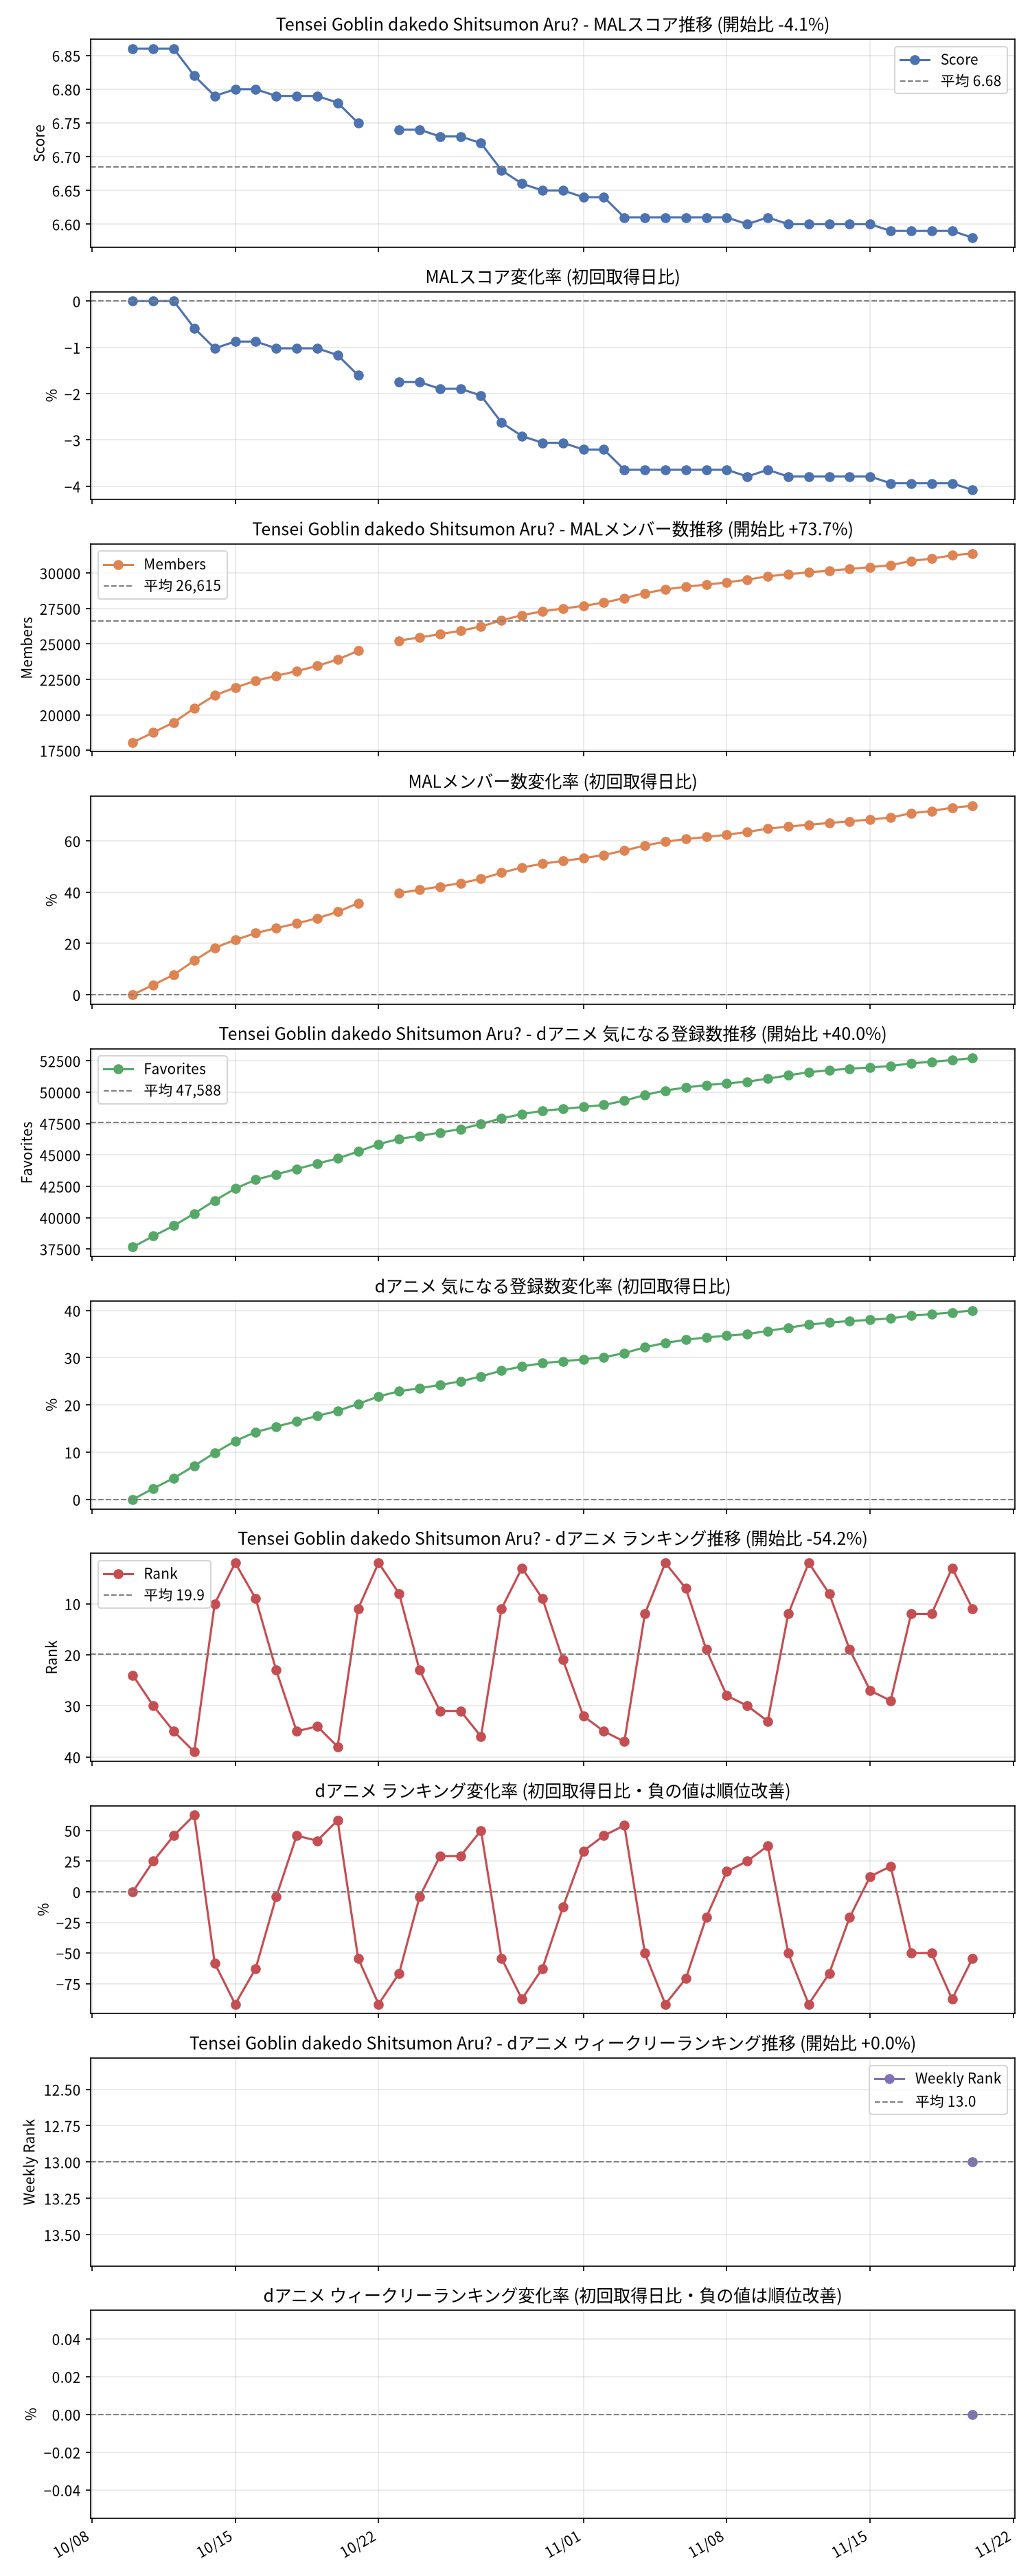 Tensei Goblin dakedo Shitsumon Aru? - MALスコア推移 (開始比 -4.1%)
Score
6.85
6.80
6.75
6.70
6.65
6.60
Score
平均 6.68
MALスコア変化率 (初回取得日比)
%
0
−1
−2
−3
−4
Tensei Goblin dakedo Shitsumon Aru? - MALメンバー数推移 (開始比 +73.7%)
Members
30000
27500
25000
22500
20000
17500
Members
平均 26,615
MALメンバー数変化率 (初回取得日比)
%
60
40
20
0
Tensei Goblin dakedo Shitsumon Aru? - dアニメ 気になる登録数推移 (開始比 +40.0%)
Favorites
52500
50000
47500
45000
42500
40000
37500
Favorites
平均 47,588
dアニメ 気になる登録数変化率 (初回取得日比)
%
40
30
20
10
0
Tensei Goblin dakedo Shitsumon Aru? - dアニメ ランキング推移 (開始比 -54.2%)
Rank
10
20
30
40
Rank
平均 19.9
dアニメ ランキング変化率 (初回取得日比・負の値は順位改善)
%
50
25
0
−25
−50
−75
Tensei Goblin dakedo Shitsumon Aru? - dアニメ ウィークリーランキング推移 (開始比 +0.0%)
Weekly Rank
12.50
12.75
13.00
13.25
13.50
Weekly Rank
平均 13.0
dアニメ ウィークリーランキング変化率 (初回取得日比・負の値は順位改善)
%
0.04
0.02
0.00
−0.02
−0.04
10/08
10/15
10/22
11/01
11/08
11/15
11/22